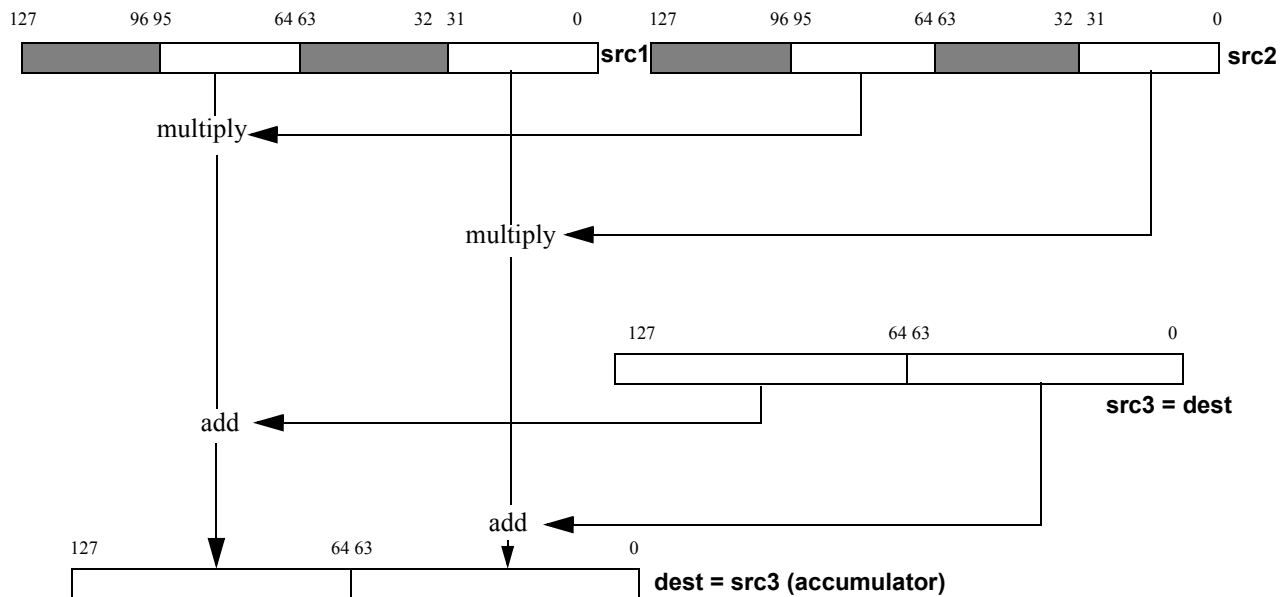 127 96 95 64 63 32 31 0 127 96 95 64 63 32 31 0
src1 src2
multiply
multiply
127 64 63 0
src3 = dest
add
add
127 64 63 0
dest = src3 (accumulator)